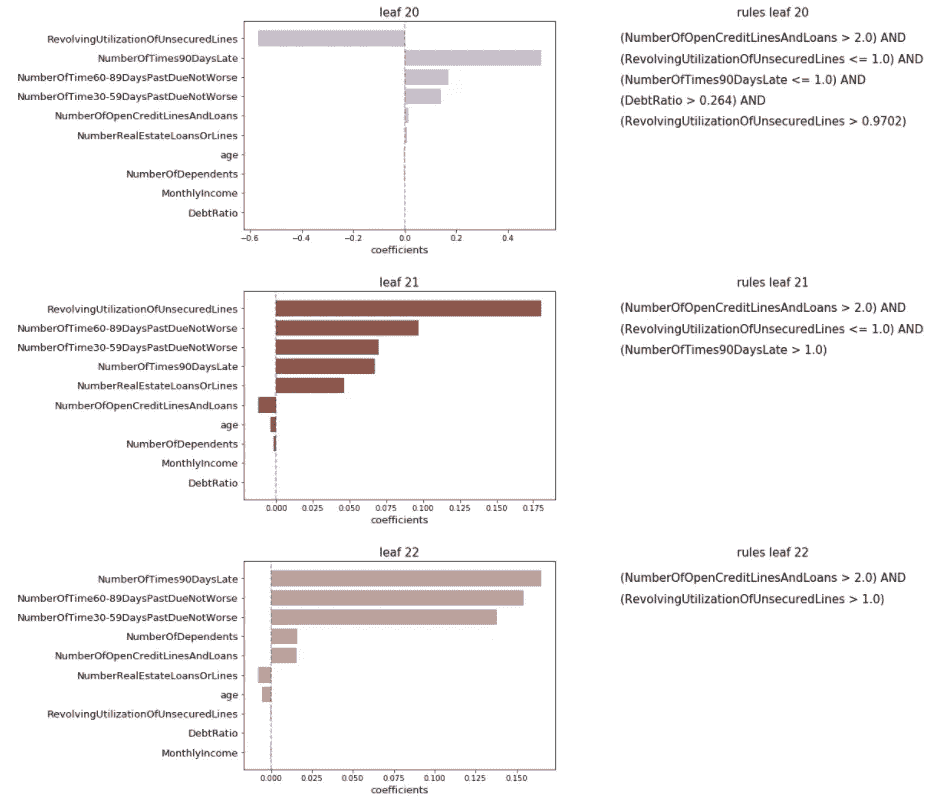 leaf 20
RevolvingUtilizationOfUnsecuredLines
NumberOfTimes90DaysLate
NumberOfTime60-89DaysPastDueNotWorse
NumberOfTime30-59DaysPastDueNotWorse
NumberOfOpenCreditLinesAndLoans
NumberRealEstateLoansOrLines
age
NumberOfDependents
MonthlyIncome
DebtRatio
−0.6 −0.4 −0.2 0.0 0.2 0.4
coefficients
rules leaf 20
(NumberOfOpenCreditLinesAndLoans > 2.0) AND
(RevolvingUtilizationOfUnsecuredLines <= 1.0) AND
(NumberOfTimes90DaysLate <= 1.0) AND
(DebtRatio > 0.264) AND
(RevolvingUtilizationOfUnsecuredLines > 0.9702)
leaf 21
RevolvingUtilizationOfUnsecuredLines
NumberOfTime60-89DaysPastDueNotWorse
NumberOfTime30-59DaysPastDueNotWorse
NumberOfTimes90DaysLate
NumberRealEstateLoansOrLines
NumberOfOpenCreditLinesAndLoans
age
NumberOfDependents
MonthlyIncome
DebtRatio
0.000 0.025 0.050 0.075 0.100 0.125 0.150 0.175
coefficients
rules leaf 21
(NumberOfOpenCreditLinesAndLoans > 2.0) AND
(RevolvingUtilizationOfUnsecuredLines <= 1.0) AND
(NumberOfTimes90DaysLate > 1.0)
leaf 22
NumberOfTimes90DaysLate
NumberOfTime60-89DaysPastDueNotWorse
NumberOfTime30-59DaysPastDueNotWorse
NumberOfDependents
NumberOfOpenCreditLinesAndLoans
NumberRealEstateLoansOrLines
age
RevolvingUtilizationOfUnsecuredLines
DebtRatio
MonthlyIncome
0.000 0.025 0.050 0.075 0.100 0.125 0.150
coefficients
rules leaf 22
(NumberOfOpenCreditLinesAndLoans > 2.0) AND
(RevolvingUtilizationOfUnsecuredLines > 1.0)